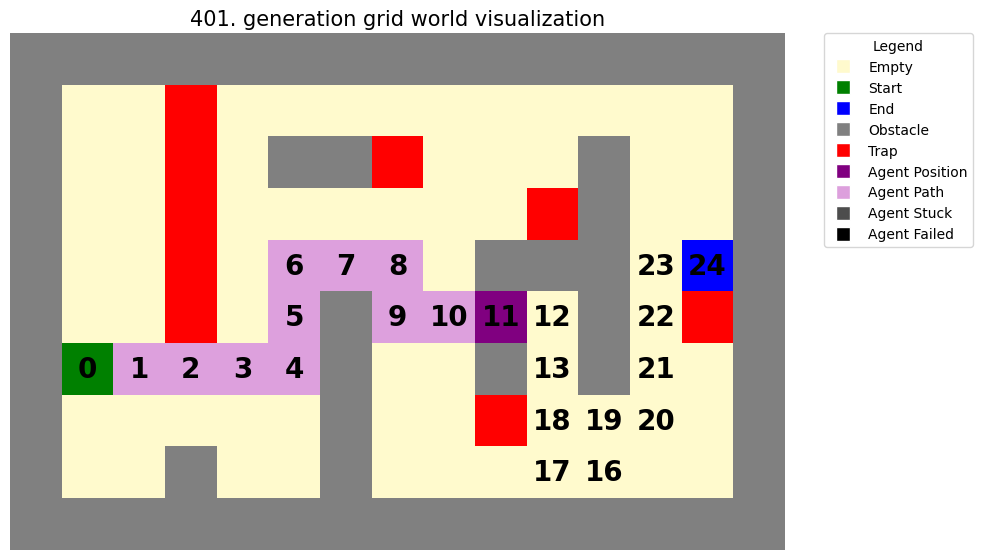 401. generation grid world visualization
Legend
Empty
Start
End
Obstacle
Trap
Agent Position
Agent Path
Agent Stuck
Agent Failed
6 7 8 23 24
5 9 10 11 12 22
0 1 2 3 4 13 21
18 19 20
17 16